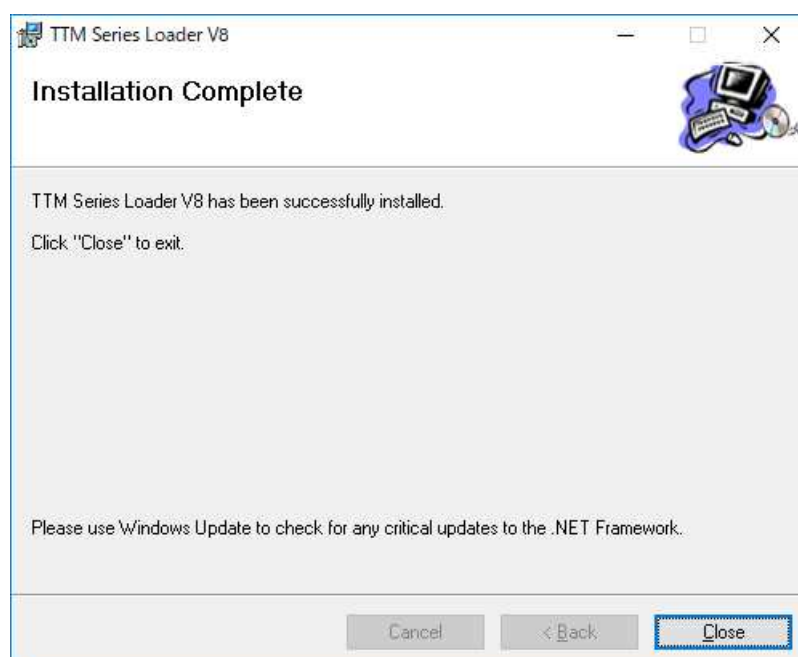 TTM Series Loader V8
Installation Complete
TTM Series Loader V8 has been successfully installed.
Click "Close" to exit.
Please use Windows Update to check for any critical updates to the .NET Framework.
Cancel
< Back
Close